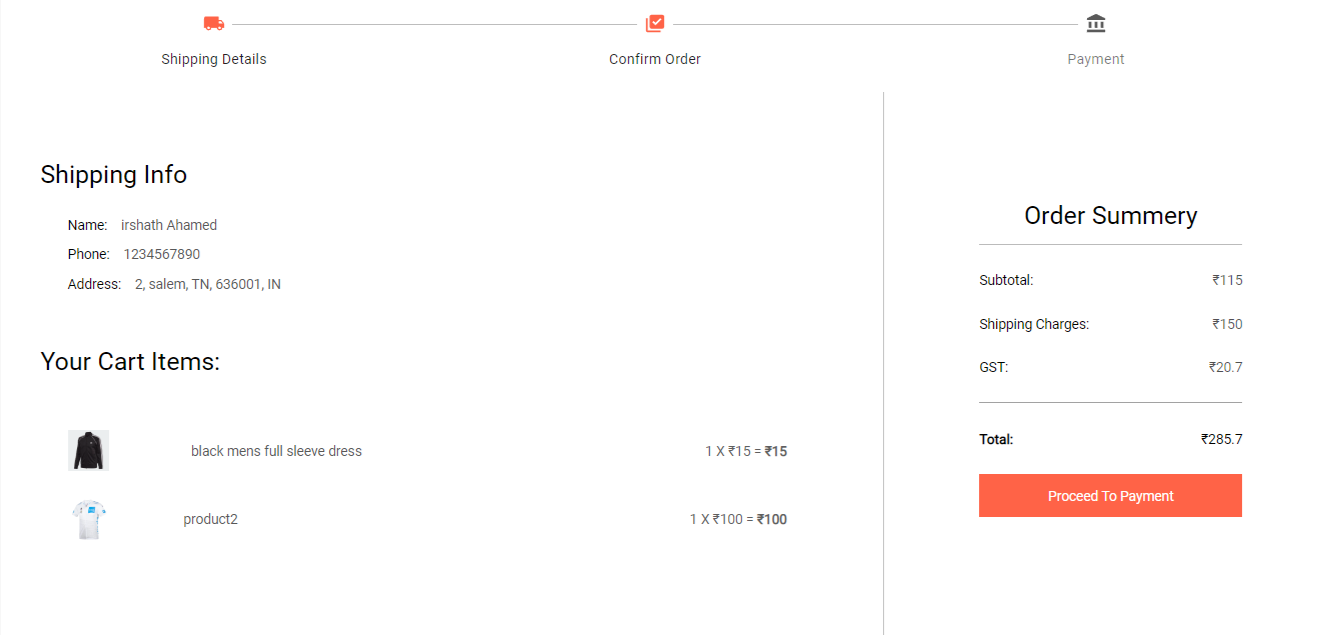 Shipping Details
Confirm Order
Payment
Shipping Info
Name: irshath Ahamed
Phone: 1234567890
Address: 2, salem, TN, 636001, IN
Your Cart Items:
black mens full sleeve dress 1 X ₹15 = ₹15
product2 1 X ₹100 = ₹100
Order Summery
Subtotal: ₹115
Shipping Charges: ₹150
GST: ₹20.7
Total: ₹285.7
Proceed To Payment